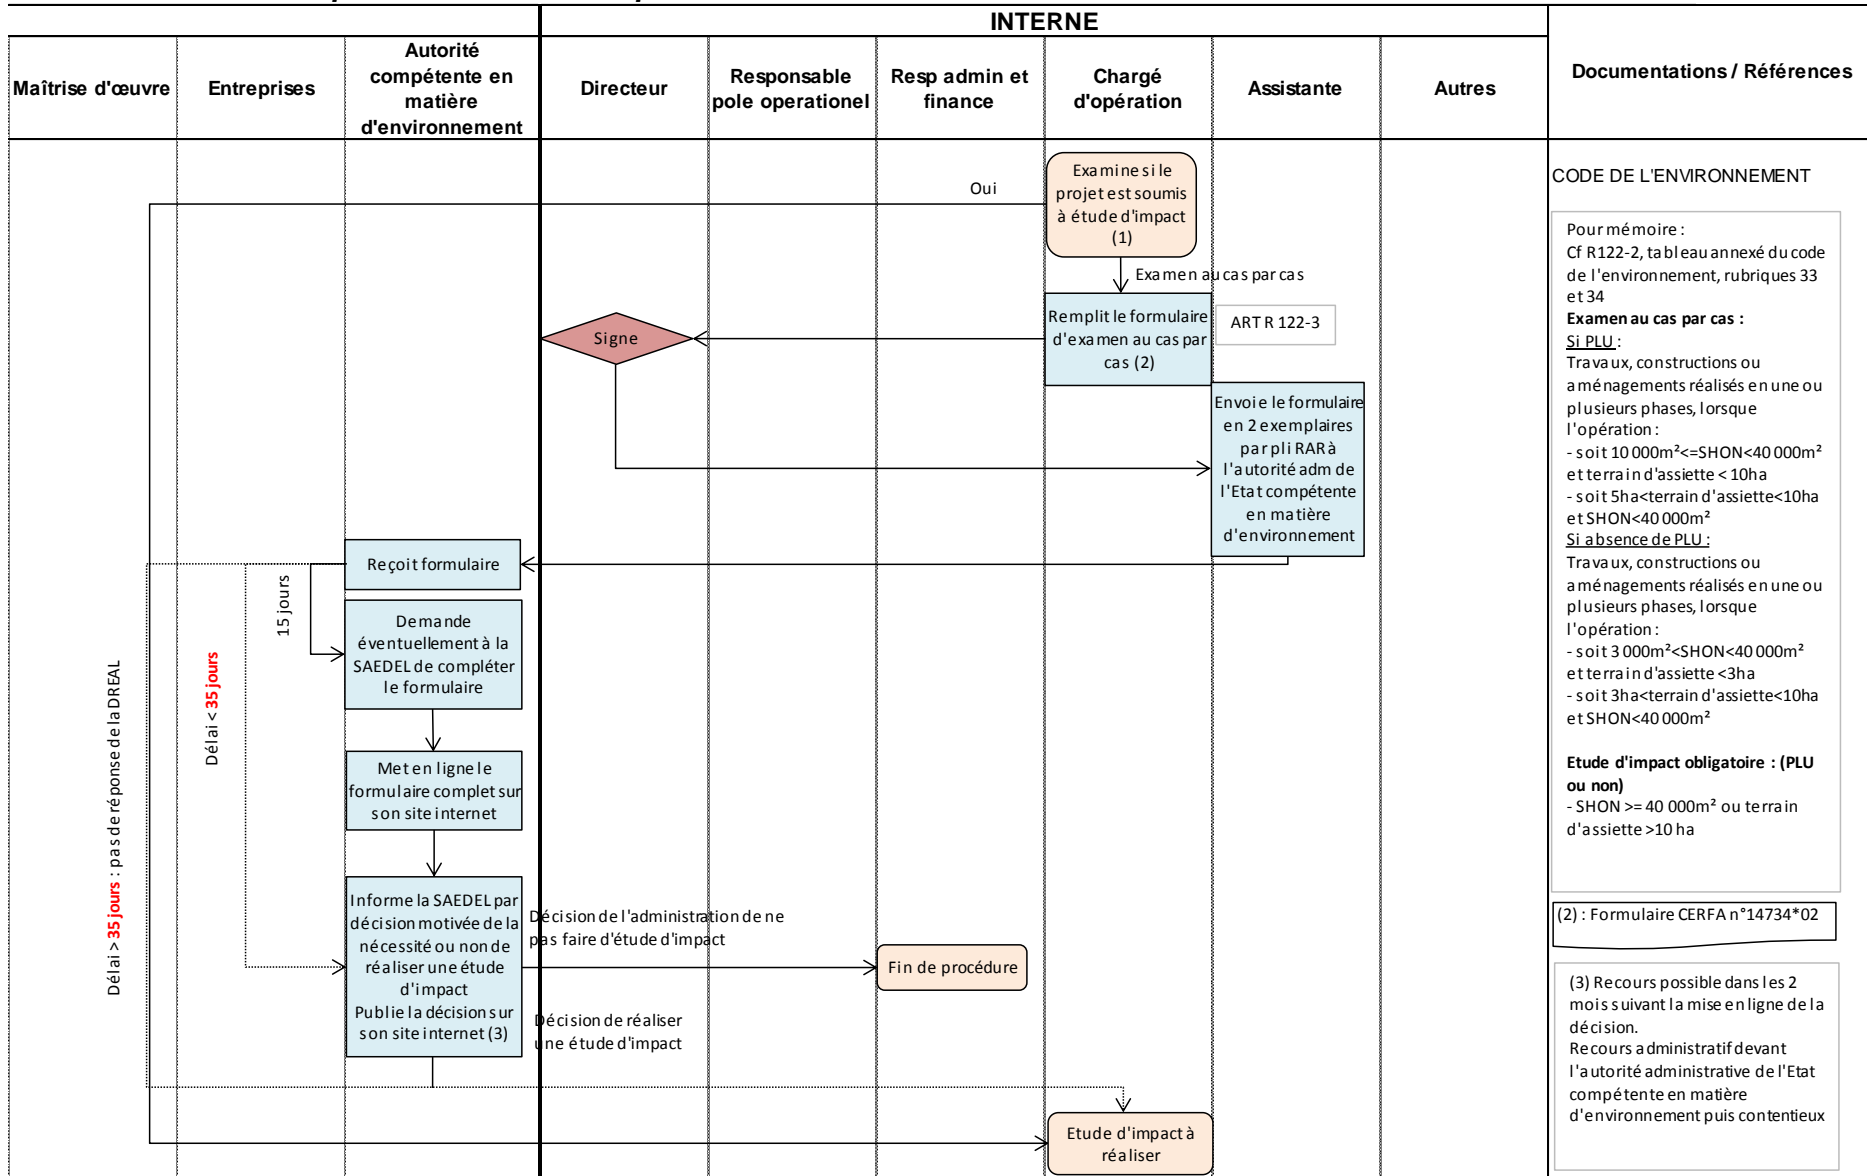 INTERNE
Maîtrise d'œuvre
Entreprises
Autorité
compétente en
matière
d'environnement
Directeur
Responsable
pole operationel
Resp admin et
finance
Chargé
d'opération
Assistante
Autres
Documentations / Références
Examine si le
projet est soumis
à étude d'impact
(1)
Oui
Examen au cas par cas
Remplit le formulaire
d'examen au cas par
cas (2)
ART R 122-3
Signe
Envoie le formulaire
en 2 exemplaires
par pli RAR à
l'autorité adm de
l'Etat compétente
en matière
d'environnement
Reçoit formulaire
15 jours
Demande
éventuellement à la
SAEDEL de compléter
le formulaire
Délai < 35 jours
Délai > 35 jours : pas de réponse de la DREAL
Met en ligne le
formulaire complet sur
son site internet
Informe la SAEDEL par
décision motivée de la
nécessité ou non de
réaliser une étude
d'impact
Publie la décision sur
son site internet (3)
Décision de l'administration de ne
pas faire d'étude d'impact
Fin de procédure
Décision de réaliser
une étude d'impact
Etude d'impact à
réaliser
CODE DE L'ENVIRONNEMENT
Pour mémoire :
Cf R122-2, tableau annexé du code
de l'environnement, rubriques 33
et 34
Examen au cas par cas :
Si PLU :
Travaux, constructions ou
aménagements réalisés en une ou
plusieurs phases, lorsque
l'opération :
- soit 10 000m²<=SHON<40 000m²
et terrain d'assiette < 10ha
- soit 5ha<terrain d'assiette<10ha
et SHON<40 000m²
Si absence de PLU :
Travaux, constructions ou
aménagements réalisés en une ou
plusieurs phases, lorsque
l'opération :
- soit 3 000m²<SHON<40 000m²
et terrain d'assiette <3ha
- soit 3ha<terrain d'assiette<10ha
et SHON<40 000m²
Etude d'impact obligatoire : (PLU
ou non)
- SHON >= 40 000m² ou terrain
d'assiette >10 ha
(2) : Formulaire CERFA n°14734*02
(3) Recours possible dans les 2
mois suivant la mise en ligne de la
décision.
Recours administratif devant
l'autorité administrative de l'Etat
compétente en matière
d'environnement puis contentieux